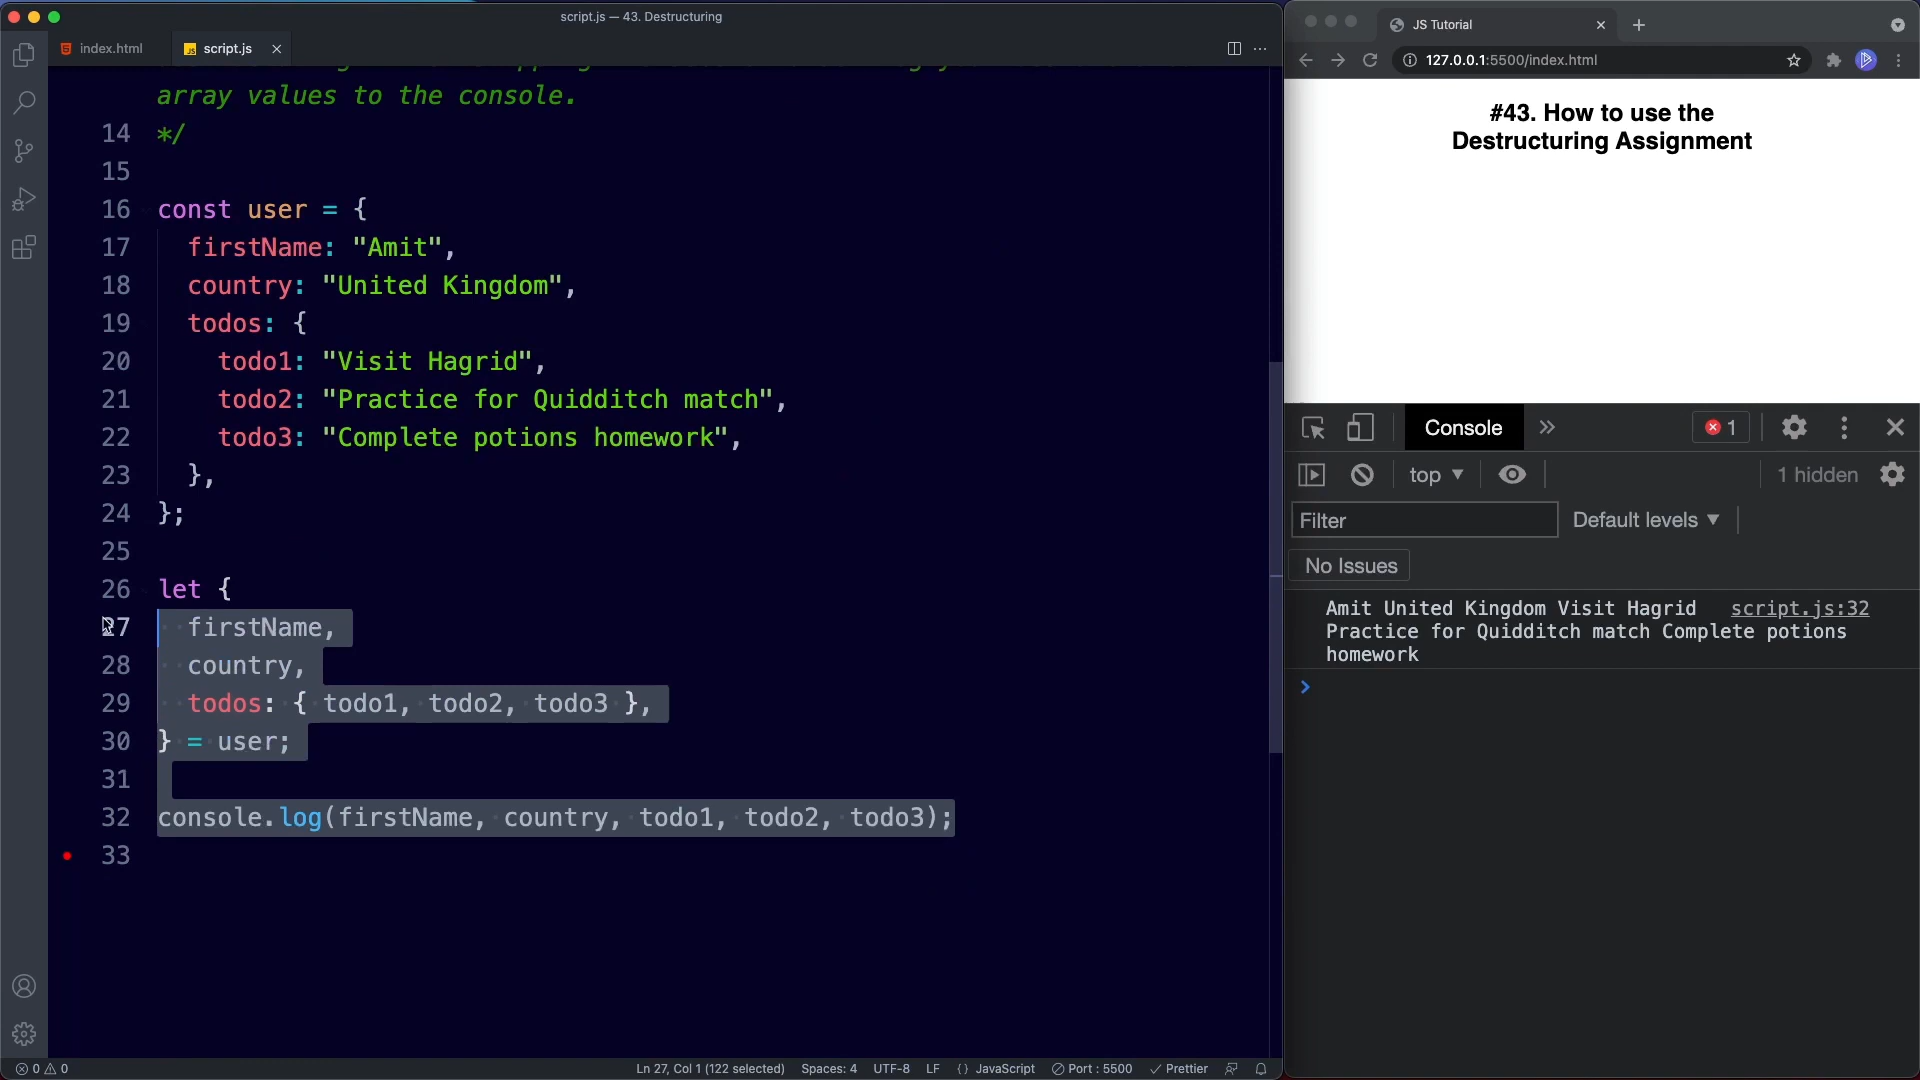 script.js — 43. Destructuring
index.html
script.js
array values to the console.
14 */
15
16 const user = {
17 firstName: "Amit",
18 country: "United Kingdom",
19 todos: {
20 todo1: "Visit Hagrid",
21 todo2: "Practice for Quidditch match",
22 todo3: "Complete potions homework",
23 },
24 };
25
26 let {
27 firstName,
28 country,
29 todos: { todo1, todo2, todo3 },
30 } = user;
31
32 console.log(firstName, country, todo1, todo2, todo3);
33
0 0
Ln 27, Col 1 (122 selected) Spaces: 4 UTF-8 LF {} JavaScript Port : 5500 Prettier
JS Tutorial
127.0.0.1:5500/index.html
#43. How to use the
Destructuring Assignment
Console 1
top 1 hidden
Filter Default levels
No Issues
Amit United Kingdom Visit Hagrid script.js:32
Practice for Quidditch match Complete potions
homework